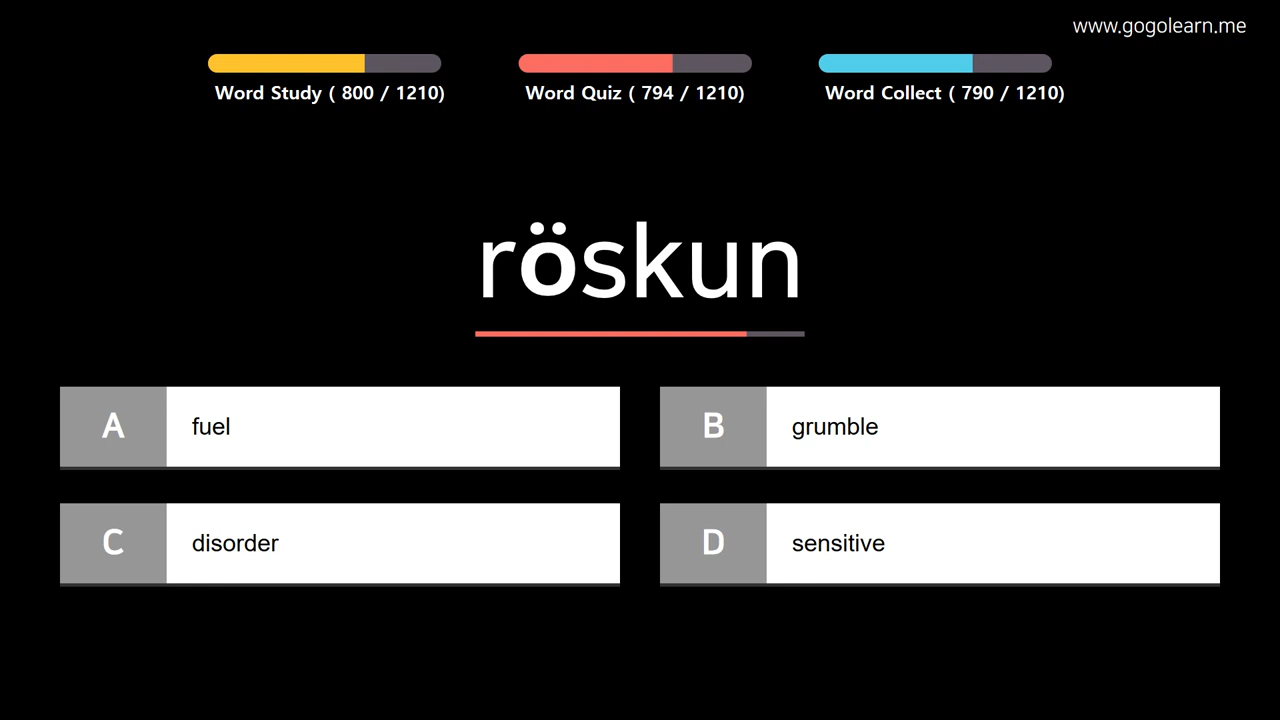 www.gogolearn.me
Word Study ( 800 / 1210)
Word Quiz ( 794 / 1210)
Word Collect ( 790 / 1210)
röskun
A fuel
B grumble
C disorder
D sensitive